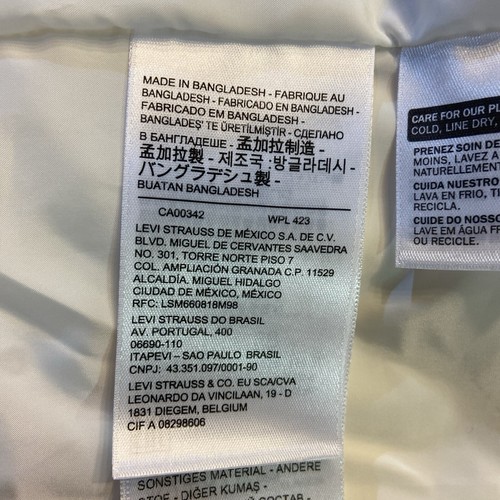 MADE IN BANGLADESH - FABRIQUE AU
BANGLADESH - FABRICADO EN BANGLADESH -
FABRICADO EM BANGLADESH -
BANGLADEŞ' TE ÜRETİLMİŞTİR - СДЕЛАНО
В БАНГЛАДЕШЕ - 孟加拉制造 -
孟加拉製 - 제조국 :방글라데시 -
バングラデシュ製 -
BUATAN BANGLADESH
CA00342 WPL 423
LEVI STRAUSS DE MÉXICO S.A. DE C.V.
BLVD. MIGUEL DE CERVANTES SAAVEDRA
NO. 301, TORRE NORTE PISO 7
COL. AMPLIACIÓN GRANADA C.P. 11529
ALCALDÍA. MIGUEL HIDALGO
CIUDAD DE MÉXICO, MÉXICO
RFC: LSM660818M98
LEVI STRAUSS DO BRASIL
AV. PORTUGAL, 400
06690-110
ITAPEVI – SAO PAULO BRASIL
CNPJ: 43.351.097/0001-90
LEVI STRAUSS & CO. EU SCA/CVA
LEONARDO DA VINCILAAN, 19 - D
1831 DIEGEM, BELGIUM
CIF A 08298606
SONSTIGES MATERIAL - ANDERE
STOF - DIĞER KUMAŞ -
СОСТАВ -
CARE FOR OUR
COLD, LINE DRY,
PRENEZ SOIN DE
MOINS, LAVEZ A
NATURELLEMEN
CUIDA NUESTRO
LAVA EN FRIO,
RECICLA.
CUIDE DO NOSSO
LAVE EM ÁGUA
OU RECICLE.